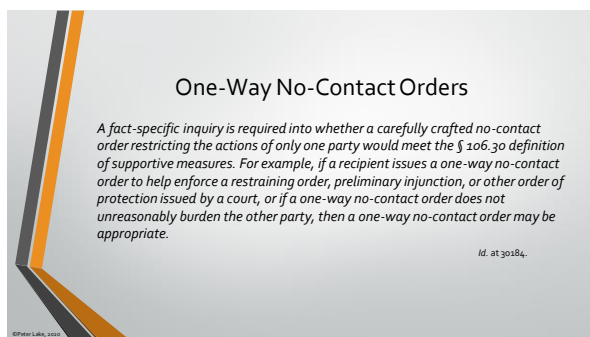 One-Way No-Contact Orders
A fact-specific inquiry is required into whether a carefully crafted no-contact
order restricting the actions of only one party would meet the § 106.30 definition
of supportive measures. For example, if a recipient issues a one-way no-contact
order to help enforce a restraining order, preliminary injunction, or other order of
protection issued by a court, or if a one-way no-contact order does not
unreasonably burden the other party, then a one-way no-contact order may be
appropriate.
Id. at 30184.
©Peter Lake, 2020